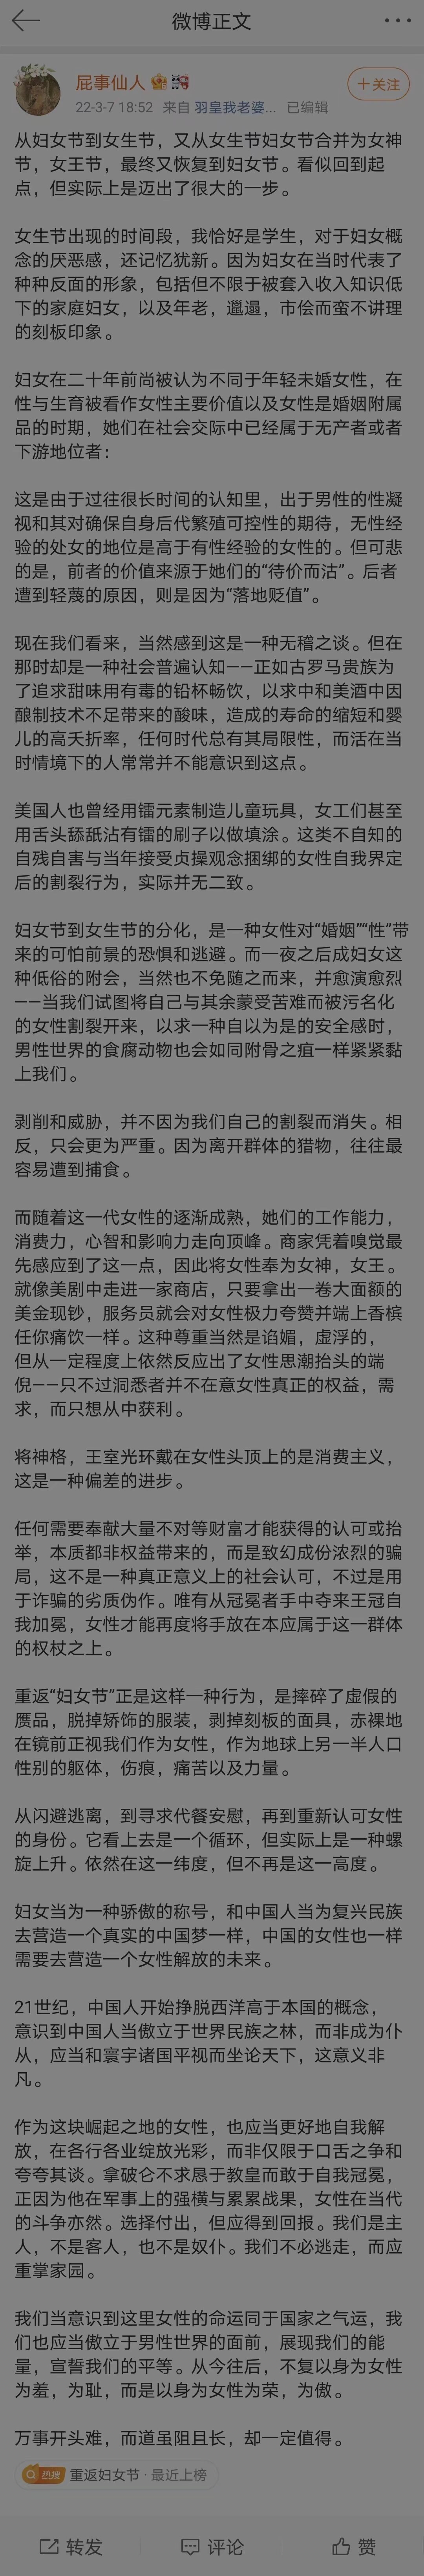 微博正文
屁事仙人
22-3-7 18:52 来自 羽皇我老婆... 已编辑
+关注
从妇女节到女生节，又从女生节妇女节合并为女神
节，女王节，最终又恢复到妇女节。看似回到起
点，但实际上是迈出了很大的一步。
女生节出现的时间段，我恰好是学生，对于妇女概
念的厌恶感，还记忆犹新。因为妇女在当时代表了
种种反面的形象，包括但不限于被套入收入知识低
下的家庭妇女，以及年老，邋遢，市侩而蛮不讲理
的刻板印象。
妇女在二十年前尚被认为不同于年轻未婚女性，在
性与生育被看作女性主要价值以及女性是婚姻附属
品的时期，她们在社会交际中已经属于无产者或者
下游地位者：
这是由于过往很长时间的认知里，出于男性的性凝
视和其对确保自身后代繁殖可控性的期待，无性经
验的处女的地位是高于有性经验的女性的。但可悲
的是，前者的价值来源于她们的“待价而沽”。后者
遭到轻蔑的原因，则是因为“落地贬值”。
现在我们看来，当然感到这是一种无稽之谈。但在
那时却是一种社会普遍认知——正如古罗马贵族为
了追求甜味用有毒的铅杯畅饮，以求中和美酒中因
酿制技术不足带来的酸味，造成的寿命的缩短和婴
儿的高夭折率，任何时代总有其局限性，而活在当
时情境下的人常常并不能意识到这点。
美国人也曾经用镭元素制造儿童玩具，女工们甚至
用舌头舔舐沾有镭的刷子以做填涂。这类不自知的
自残自害与当年接受贞操观念捆绑的女性自我界定
后的割裂行为，实际并无二致。
妇女节到女生节的分化，是一种女性对“婚姻”“性”带
来的可怕前景的恐惧和逃避。而一夜之后成妇女这
种低俗的附会，当然也不免随之而来，并愈演愈烈
——当我们试图将自己与其余蒙受苦难而被污名化
的女性割裂开来，以求一种自以为是的安全感时，
男性世界的食腐动物也会如同附骨之疽一样紧紧黏
上我们。
剥削和威胁，并不因为我们自己的割裂而消失。相
反，只会更为严重。因为离开群体的猎物，往往最
容易遭到捕食。
而随着这一代女性的逐渐成熟，她们的工作能力，
消费力，心智和影响力走向顶峰。商家凭着嗅觉最
先感应到了这一点，因此将女性奉为女神，女王。
就像美剧中走进一家商店，只要拿出一卷大面额的
美金现钞，服务员就会对女性极力夸赞并端上香槟
任你痛饮一样。这种尊重当然是谄媚，虚浮的，
但从一定程度上依然反应出了女性思潮抬头的端
倪——只不过洞悉者并不在意女性真正的权益，需
求，而只想从中获利。
将神格，王室光环戴在女性头顶上的是消费主义，
这是一种偏差的进步。
任何需要奉献大量不对等财富才能获得的认可或抬
举，本质都非权益带来的，而是致幻成份浓烈的骗
局，这不是一种真正意义上的社会认可，不过是用
于诈骗的劣质伪作。唯有从冠冕者手中夺来王冠自
我加冕，女性才能再度将手放在本应属于这一群体
的权杖之上。
重返“妇女节”正是这样一种行为，是摔碎了虚假的
赝品，脱掉矫饰的服装，剥掉刻板的面具，赤裸地
在镜前正视我们作为女性，作为地球上另一半人口
性别的躯体，伤痕，痛苦以及力量。
从闪避逃离，到寻求代餐安慰，再到重新认可女性
的身份。它看上去是一个循环，但实际上是一种螺
旋上升。依然在这一纬度，但不再是这一高度。
妇女当为一种骄傲的称号，和中国人当为复兴民族
去营造一个真实的中国梦一样，中国的女性也一样
需要去营造一个女性解放的未来。
21世纪，中国人开始挣脱西洋高于本国的概念，
意识到中国人当傲立于世界民族之林，而非成为仆
从，应当和寰宇诸国平视而坐论天下，这意义非
凡。
作为这块崛起之地的女性，也应当更好地自我解
放，在各行各业绽放光彩，而非仅限于口舌之争和
夸夸其谈。拿破仑不求恳于教皇而敢于自我冠冕，
正因为他在军事上的强横与累累战果，女性在当代
的斗争亦然。选择付出，但应得到回报。我们是主
人，不是客人，也不是奴仆。我们不必逃走，而应
重掌家园。
我们当意识到这里女性的命运同于国家之气运，我
们也应当傲立于男性世界的面前，展现我们的能
量，宣誓我们的平等。从今往后，不复以身为女性
为羞，为耻，而是以身为女性为荣，为傲。
万事开头难，而道虽阻且长，却一定值得。
热搜 重返妇女节 · 最近上榜
转发 评论 赞